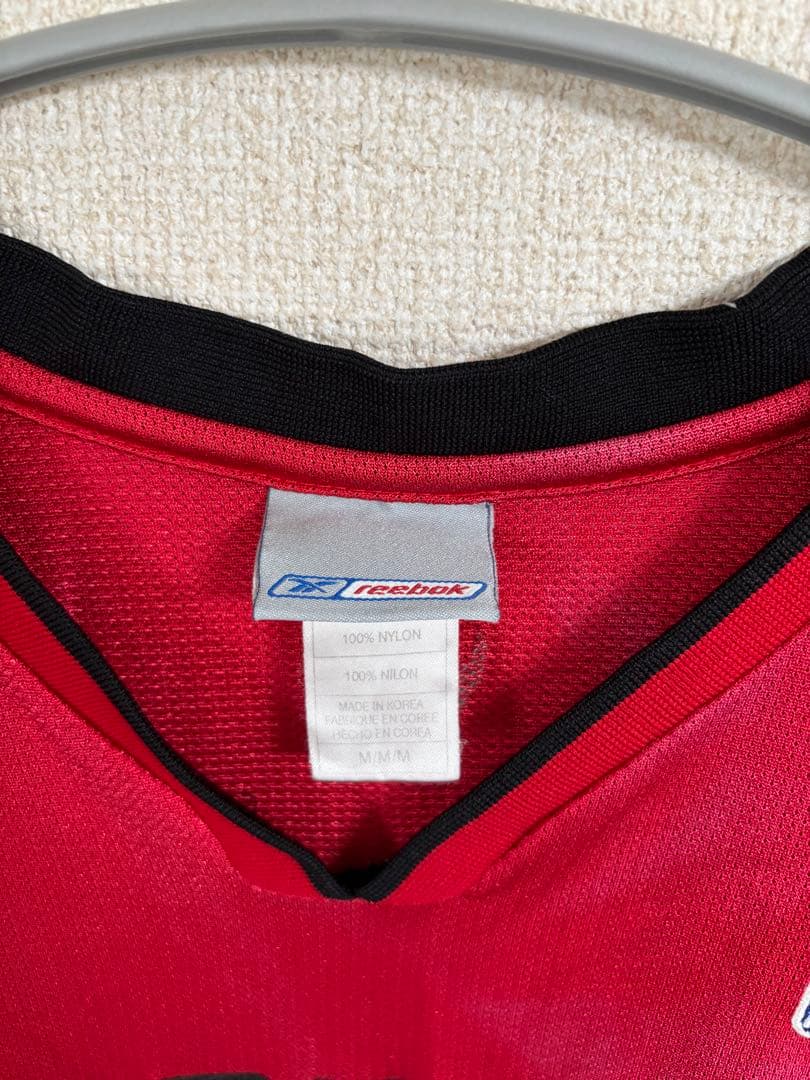 reebok
100% NYLON
100% NILON
MADE IN KOREA
FABRIQUE EN COREE
HECHO EN COREA
M/M/M